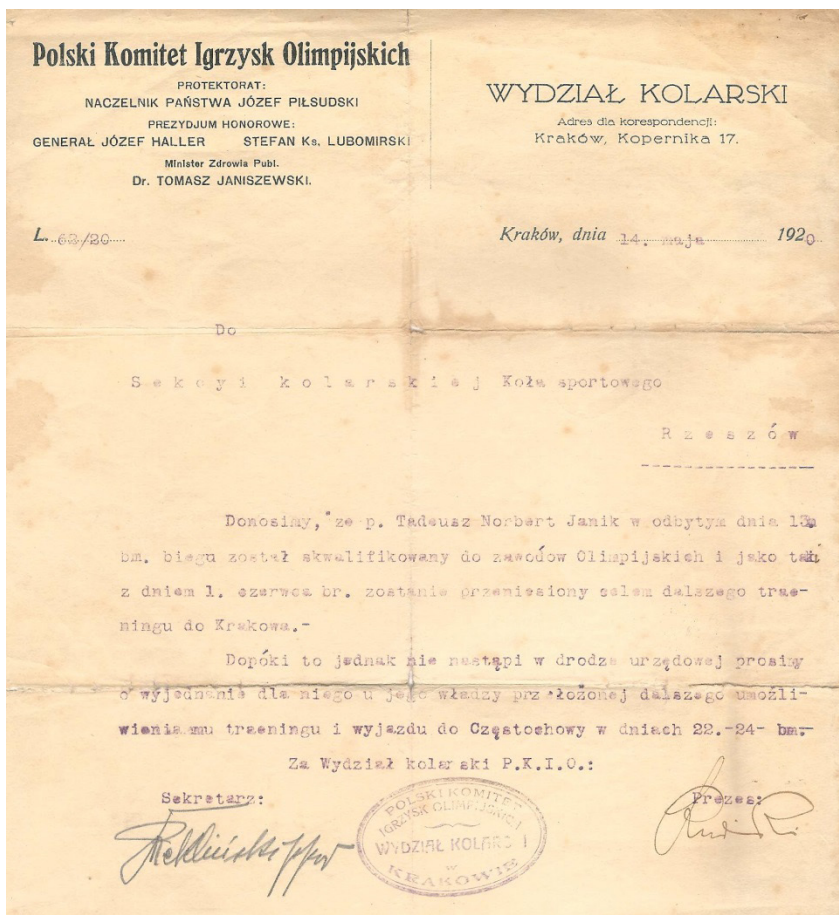 Polski Komitet Igrzysk Olimpijskich
PROTEKTORAT:
NACZELNIK PAŃSTWA JÓZEF PIŁSUDSKI
PREZYDJUM HONOROWE:
GENERAŁ JÓZEF HALLER STEFAN Ks. LUBOMIRSKI
Minister Zdrowia Publ.
Dr. TOMASZ JANISZEWSKI.
WYDZIAŁ KOLARSKI
Adres dla korespondencji:
Kraków, Kopernika 17.
L. 62/20
Kraków, dnia 14. maja 1920.
Do
Sekcyi kolarskiej Koła sportowego
Rzeszów
Donosimy, że p. Tadeusz Norbert Janik w odbytym dnia 13
bm. biegu został skwalifikowany do zawodów Olimpijskich i jako taki
z dniem 1. czerwca br. zostanie przeniesiony celem dalszego trae-
ningu do Krakowa.-
Dopóki to jednak nie nastąpi w drodze urzędowej prosimy
o wyjednanie dla niego u jego władzy przełożonej dalszego umożli-
wienia mu traeningu i wyjazdu do Częstochowy w dniach 22.-24- bm.-
Za Wydział kolarski P.K.I.O.:
Sekretarz: Prezes:
POLSKI KOMITET
IGRZYSK OLIMPIJSKICH
WYDZIAŁ KOLARSKI
w
KRAKOWIE